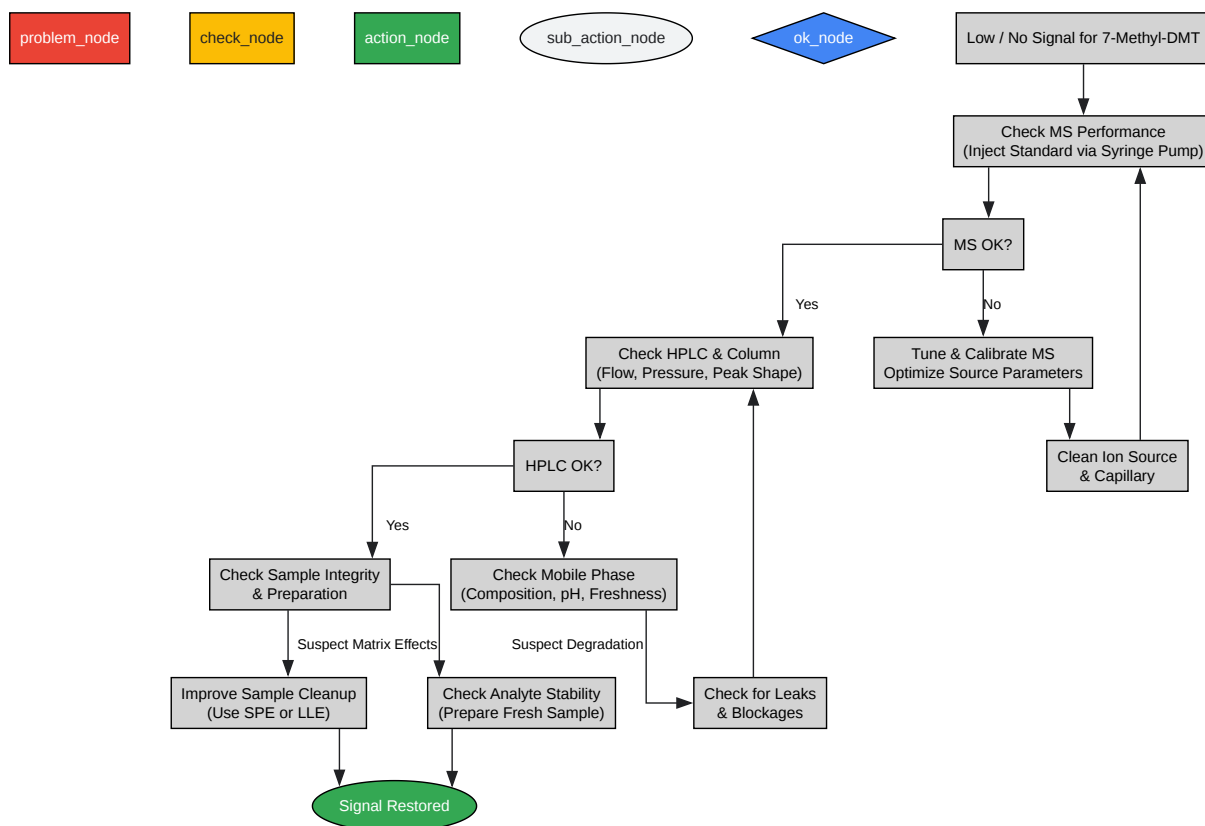 problem_node
check_node
action_node
sub_action_node
ok_node
Low / No Signal for 7-Methyl-DMT
Check MS Performance
(Inject Standard via Syringe Pump)
MS OK?
Yes
No
Check HPLC & Column
(Flow, Pressure, Peak Shape)
Tune & Calibrate MS
Optimize Source Parameters
HPLC OK?
Clean Ion Source
& Capillary
Yes
No
Check Sample Integrity
& Preparation
Check Mobile Phase
(Composition, pH, Freshness)
Suspect Matrix Effects
Suspect Degradation
Improve Sample Cleanup
(Use SPE or LLE)
Check Analyte Stability
(Prepare Fresh Sample)
Check for Leaks
& Blockages
Signal Restored